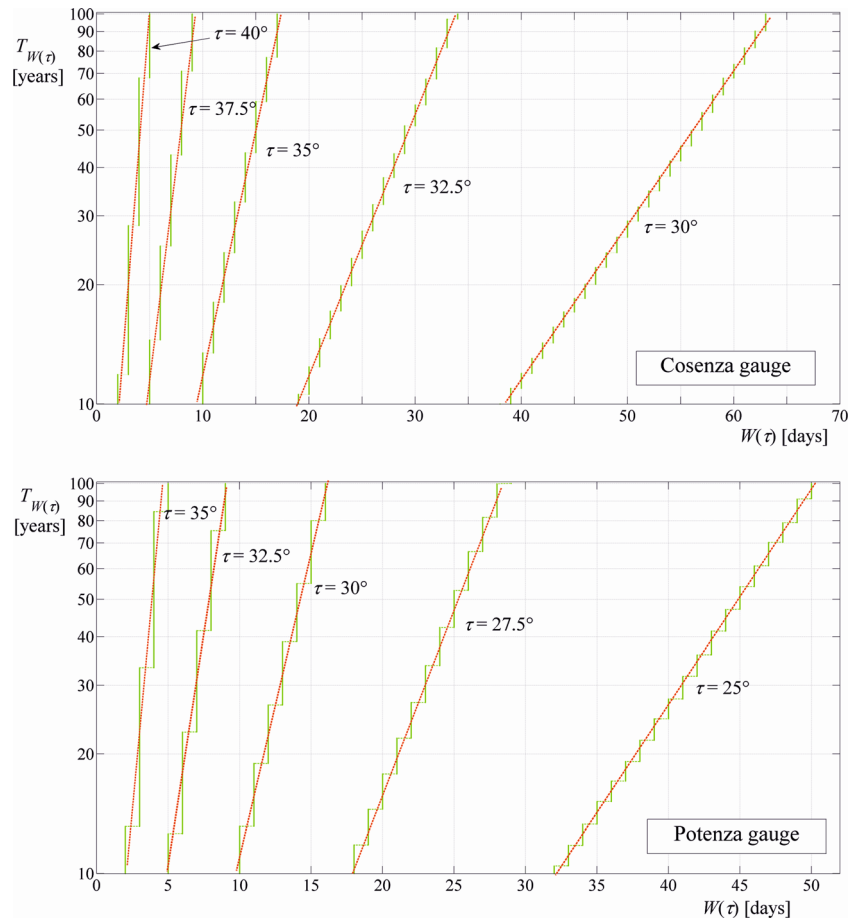 T_W(τ)
[years]
100
90
80
70
60
50
40
30
20
10
τ = 40°
τ = 37.5°
τ = 35°
τ = 32.5°
τ = 30°
Cosenza gauge
0 10 20 30 40 50 60 70
W(τ) [days]
T_W(τ)
[years]
100
90
80
70
60
50
40
30
20
10
τ = 35°
τ = 32.5°
τ = 30°
τ = 27.5°
τ = 25°
Potenza gauge
0 5 10 15 20 25 30 35 40 45 50
W(τ) [days]